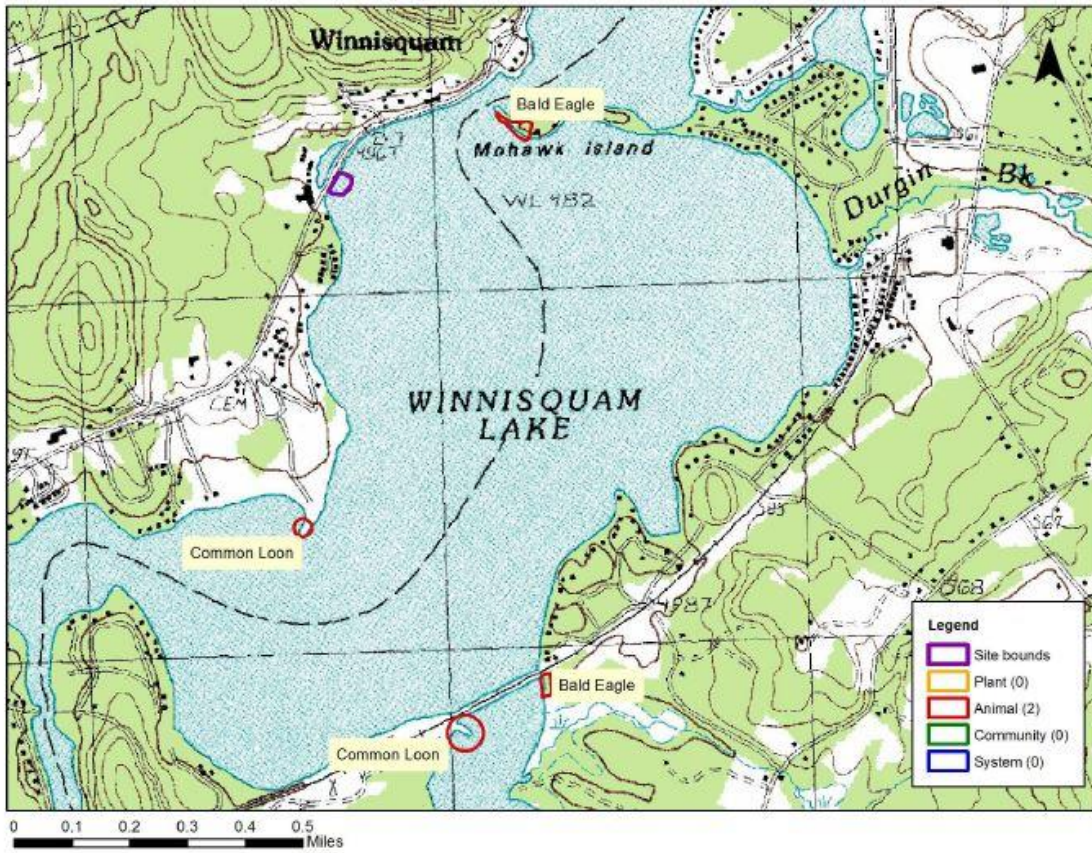 Winnisquam
Bald Eagle
Mohawk island
WL 482
Durgin Bk
WINNISQUAM
LAKE
Common Loon
Bald Eagle
Common Loon
Legend
Site bounds
Plant (0)
Animal (2)
Community (0)
System (0)
0 0.1 0.2 0.3 0.4 0.5
Miles